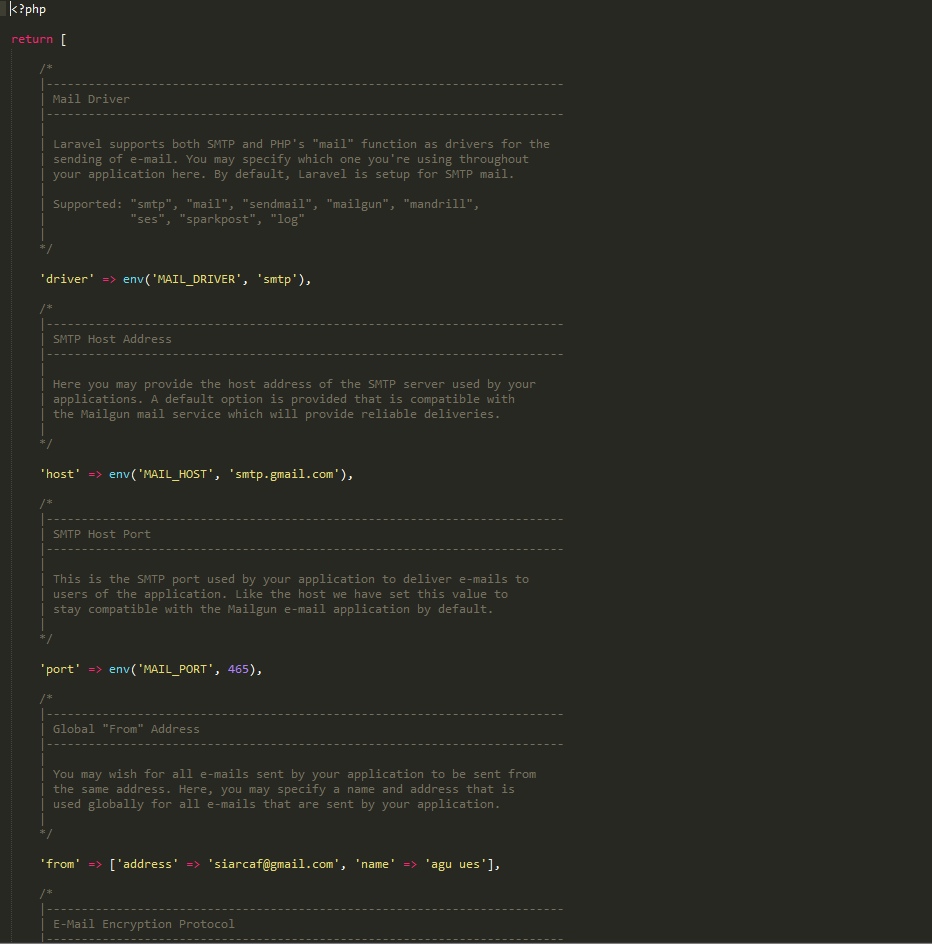 <?php
return [
/*
|--------------------------------------------------------------------------
| Mail Driver
|--------------------------------------------------------------------------
|
| Laravel supports both SMTP and PHP's "mail" function as drivers for the
| sending of e-mail. You may specify which one you're using throughout
| your application here. By default, Laravel is setup for SMTP mail.
|
| Supported: "smtp", "mail", "sendmail", "mailgun", "mandrill",
|            "ses", "sparkpost", "log"
|
*/
'driver' => env('MAIL_DRIVER', 'smtp'),
/*
|--------------------------------------------------------------------------
| SMTP Host Address
|--------------------------------------------------------------------------
|
| Here you may provide the host address of the SMTP server used by your
| applications. A default option is provided that is compatible with
| the Mailgun mail service which will provide reliable deliveries.
|
*/
'host' => env('MAIL_HOST', 'smtp.gmail.com'),
/*
|--------------------------------------------------------------------------
| SMTP Host Port
|--------------------------------------------------------------------------
|
| This is the SMTP port used by your application to deliver e-mails to
| users of the application. Like the host we have set this value to
| stay compatible with the Mailgun e-mail application by default.
|
*/
'port' => env('MAIL_PORT', 465),
/*
|--------------------------------------------------------------------------
| Global "From" Address
|--------------------------------------------------------------------------
|
| You may wish for all e-mails sent by your application to be sent from
| the same address. Here, you may specify a name and address that is
| used globally for all e-mails that are sent by your application.
|
*/
'from' => ['address' => 'siarcaf@gmail.com', 'name' => 'agu ues'],
/*
|--------------------------------------------------------------------------
| E-Mail Encryption Protocol
|--------------------------------------------------------------------------